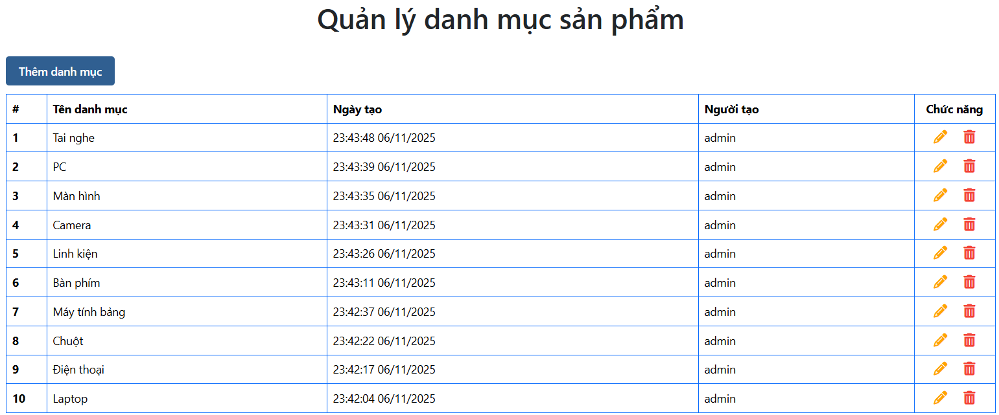 Quản lý danh mục sản phẩm
Thêm danh mục
# Tên danh mục Ngày tạo Người tạo Chức năng
1 Tai nghe 23:43:48 06/11/2025 admin
2 PC 23:43:39 06/11/2025 admin
3 Màn hình 23:43:35 06/11/2025 admin
4 Camera 23:43:31 06/11/2025 admin
5 Linh kiện 23:43:26 06/11/2025 admin
6 Bàn phím 23:43:11 06/11/2025 admin
7 Máy tính bảng 23:42:37 06/11/2025 admin
8 Chuột 23:42:22 06/11/2025 admin
9 Điện thoại 23:42:17 06/11/2025 admin
10 Laptop 23:42:04 06/11/2025 admin